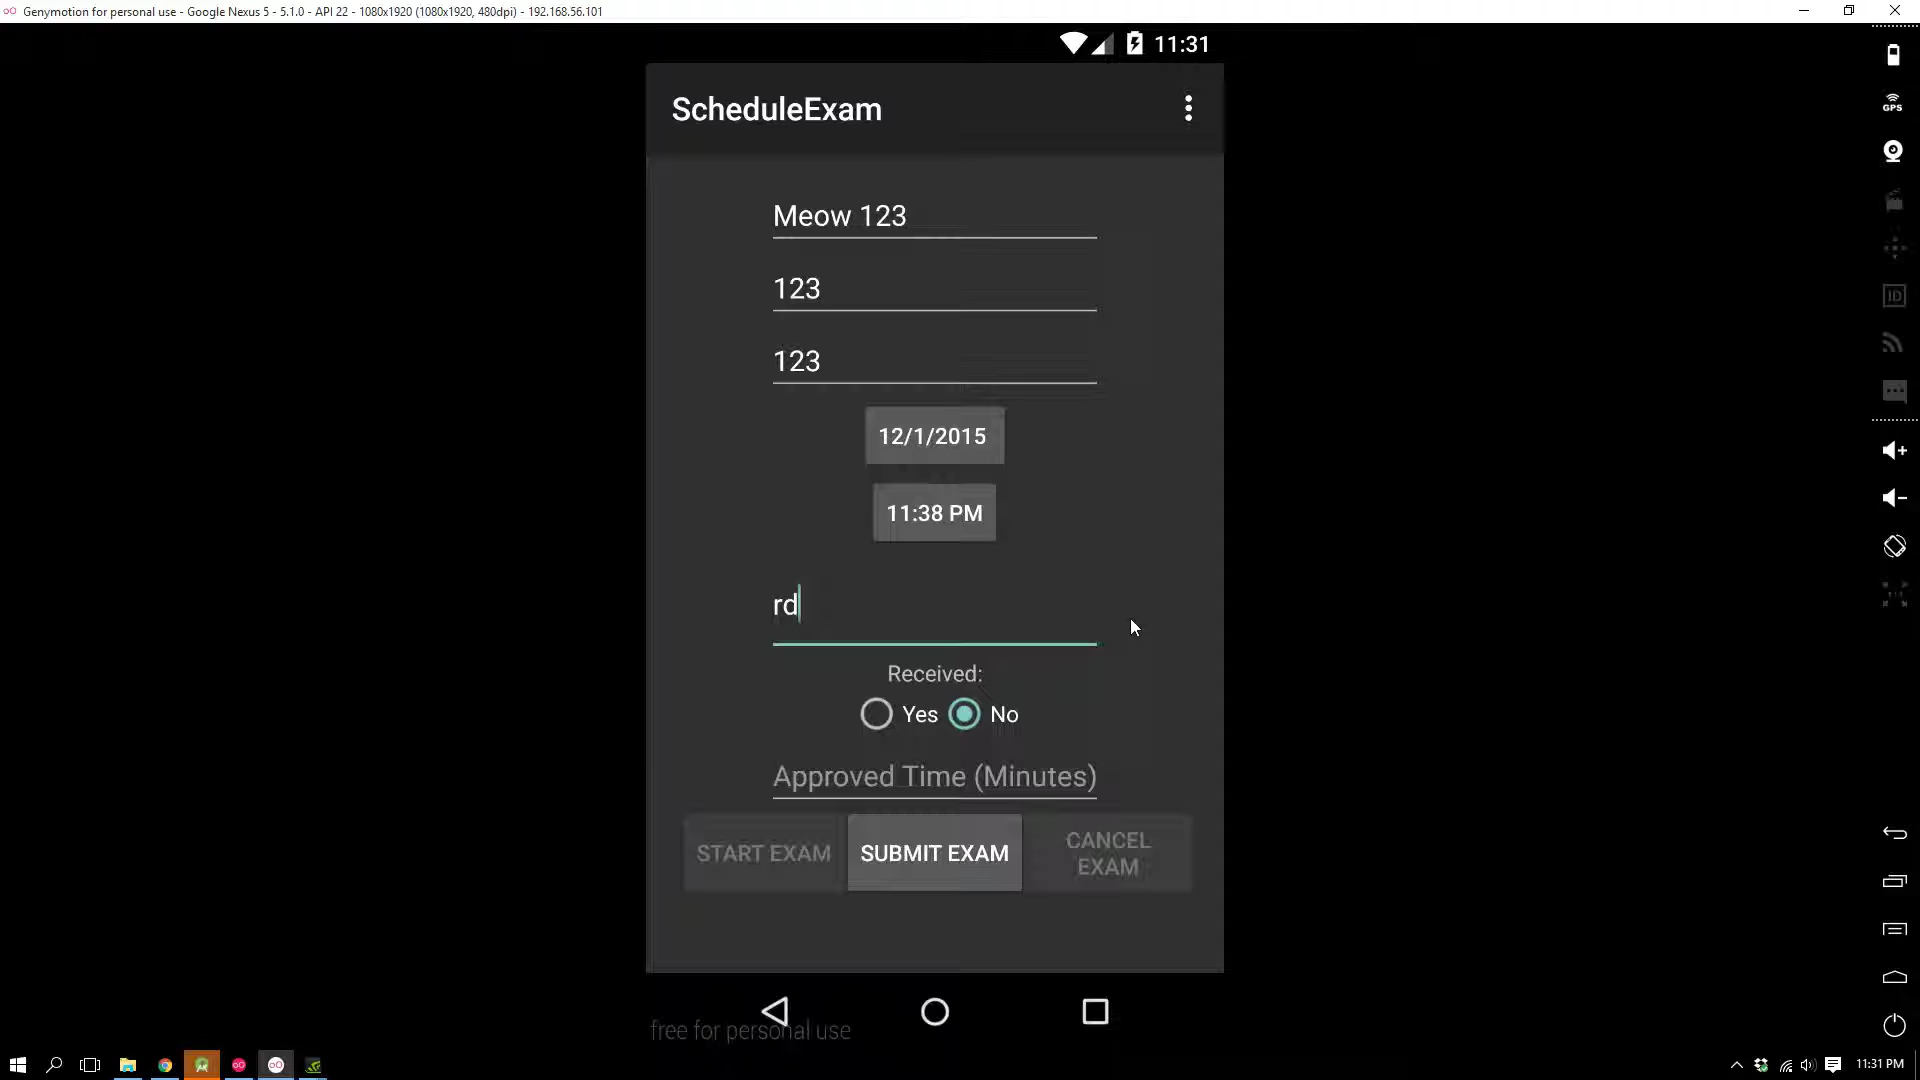 Genymotion for personal use - Google Nexus 5 - 5.1.0 - API 22 - 1080x1920 (1080x1920, 480dpi) - 192.168.56.101
11:31
GPS
ScheduleExam
Meow 123
123
123
12/1/2015
11:38 PM
ID
rd
Received:
Yes No
Approved Time (Minutes)
START EXAM SUBMIT EXAM CANCEL
EXAM
free for personal use
11:31 PM